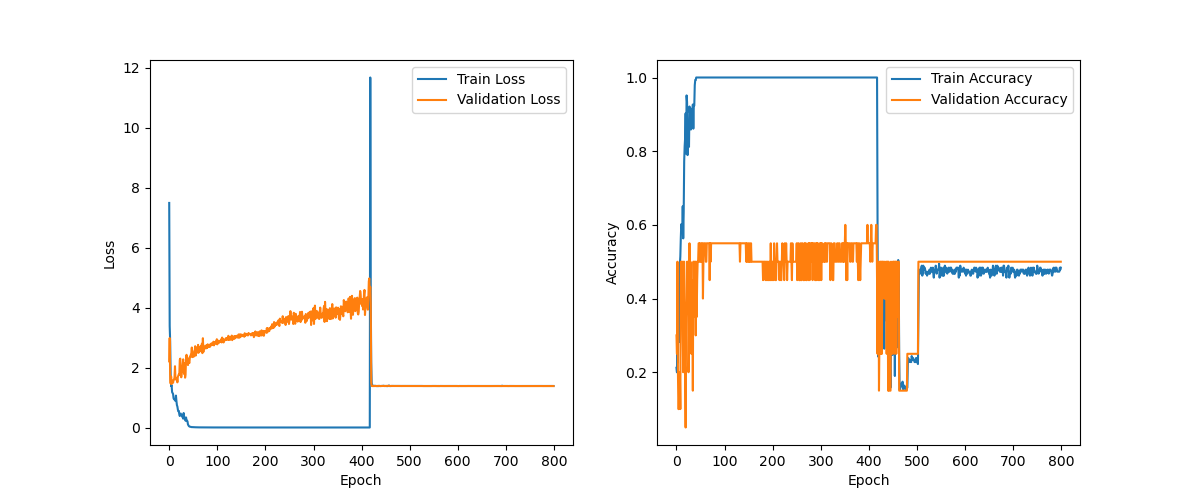 Train Loss
Validation Loss
12
10
8
6
4
2
0
Loss
0 100 200 300 400 500 600 700 800
Epoch
Train Accuracy
Validation Accuracy
1.0
0.8
0.6
0.4
0.2
Accuracy
0 100 200 300 400 500 600 700 800
Epoch